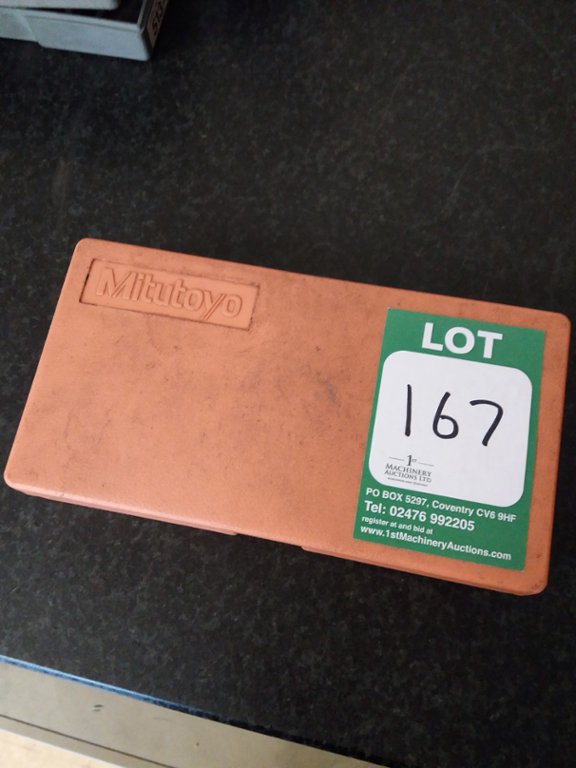 Mitutoyo
LOT
167
1ST
MACHINERY
AUCTIONS LTD
PO BOX 5297, Coventry CV6 9HF
Tel: 02476 992205
register at and bid at
www.1stMachineryAuctions.com